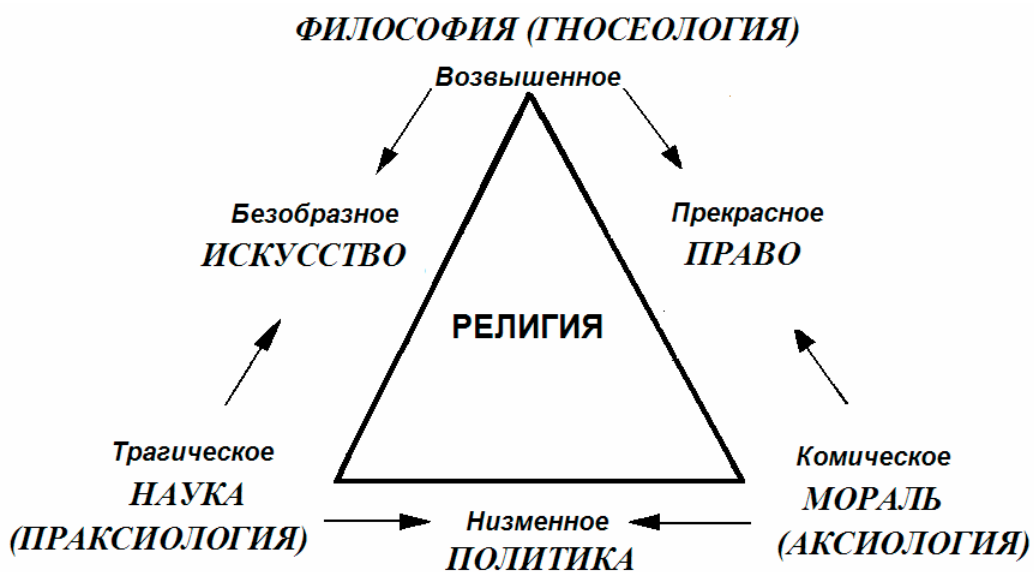 ФИЛОСОФИЯ (ГНОСЕОЛОГИЯ)
Возвышенное
Безобразное
ИСКУССТВО
Прекрасное
ПРАВО
РЕЛИГИЯ
Трагическое
НАУКА
(ПРАКСИОЛОГИЯ)
Низменное
ПОЛИТИКА
Комическое
МОРАЛЬ
(АКСИОЛОГИЯ)